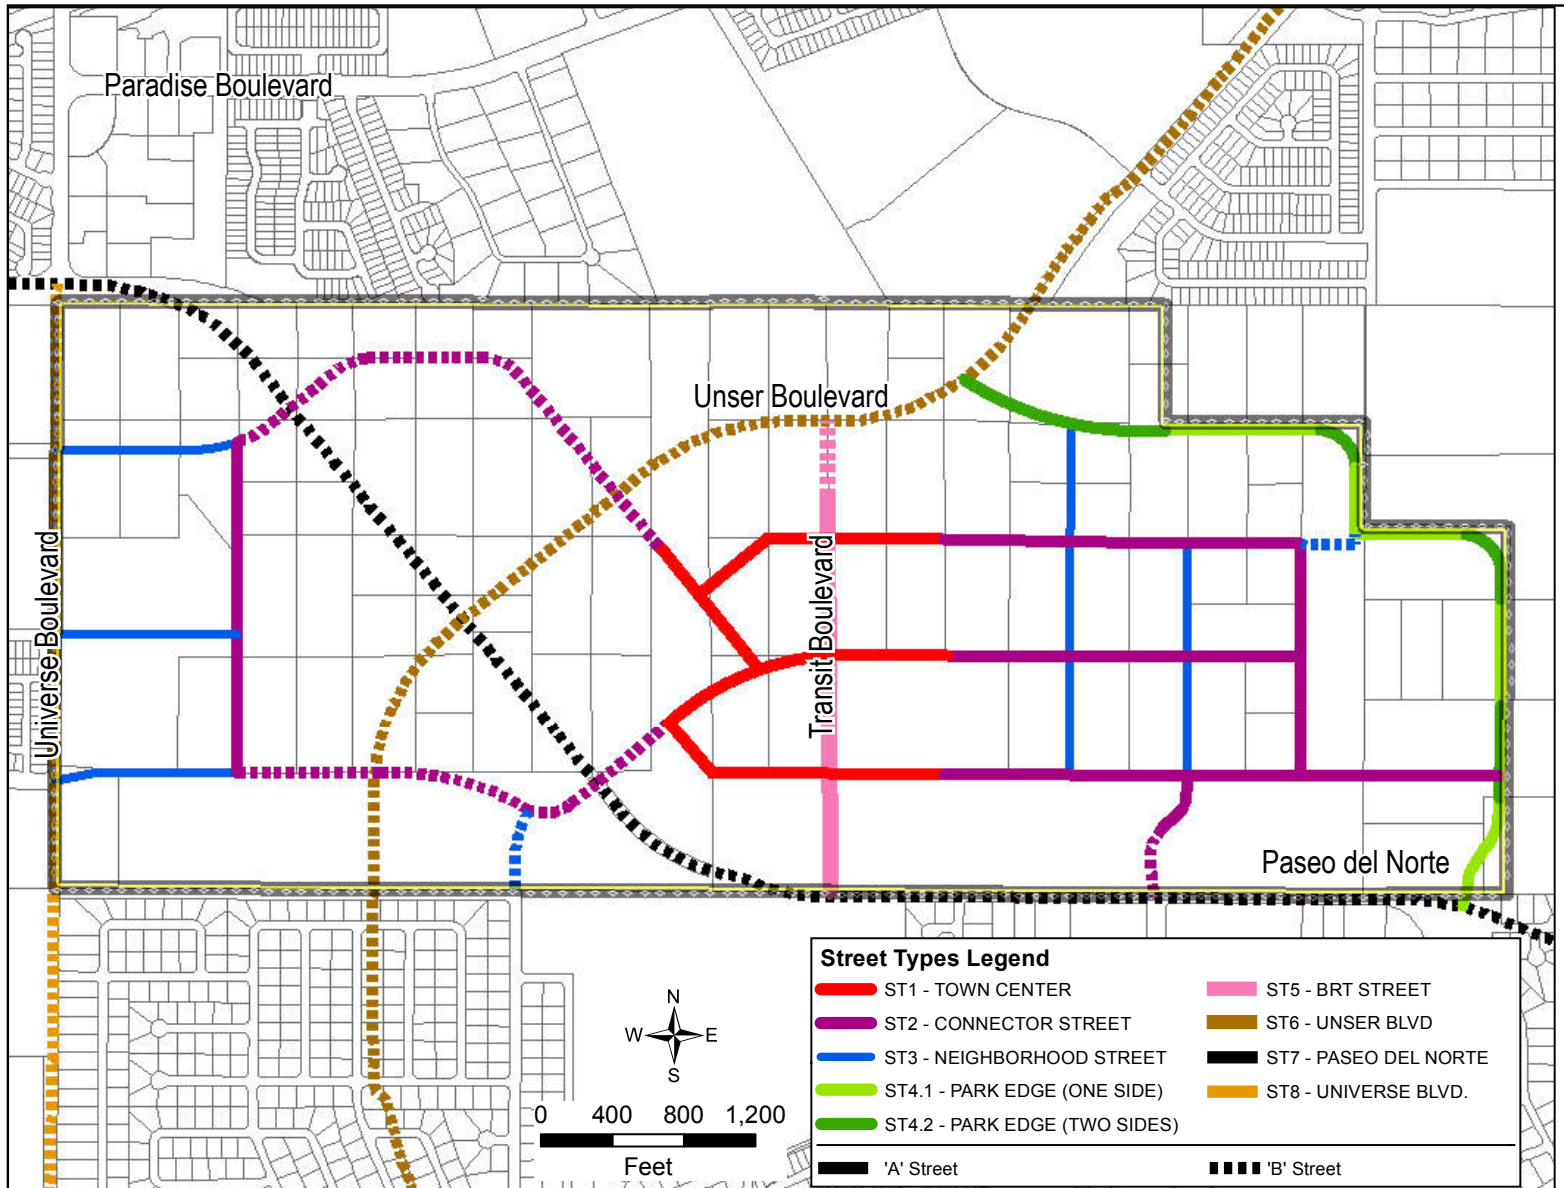 Paradise Boulevard
Unser Boulevard
Universe Boulevard
Transit Boulevard
Paseo del Norte
N
W E
S
0 400 800 1,200
Feet
Street Types Legend
ST1 - TOWN CENTER
ST2 - CONNECTOR STREET
ST3 - NEIGHBORHOOD STREET
ST4.1 - PARK EDGE (ONE SIDE)
ST4.2 - PARK EDGE (TWO SIDES)
ST5 - BRT STREET
ST6 - UNSER BLVD
ST7 - PASEO DEL NORTE
ST8 - UNIVERSE BLVD.
'A' Street
'B' Street